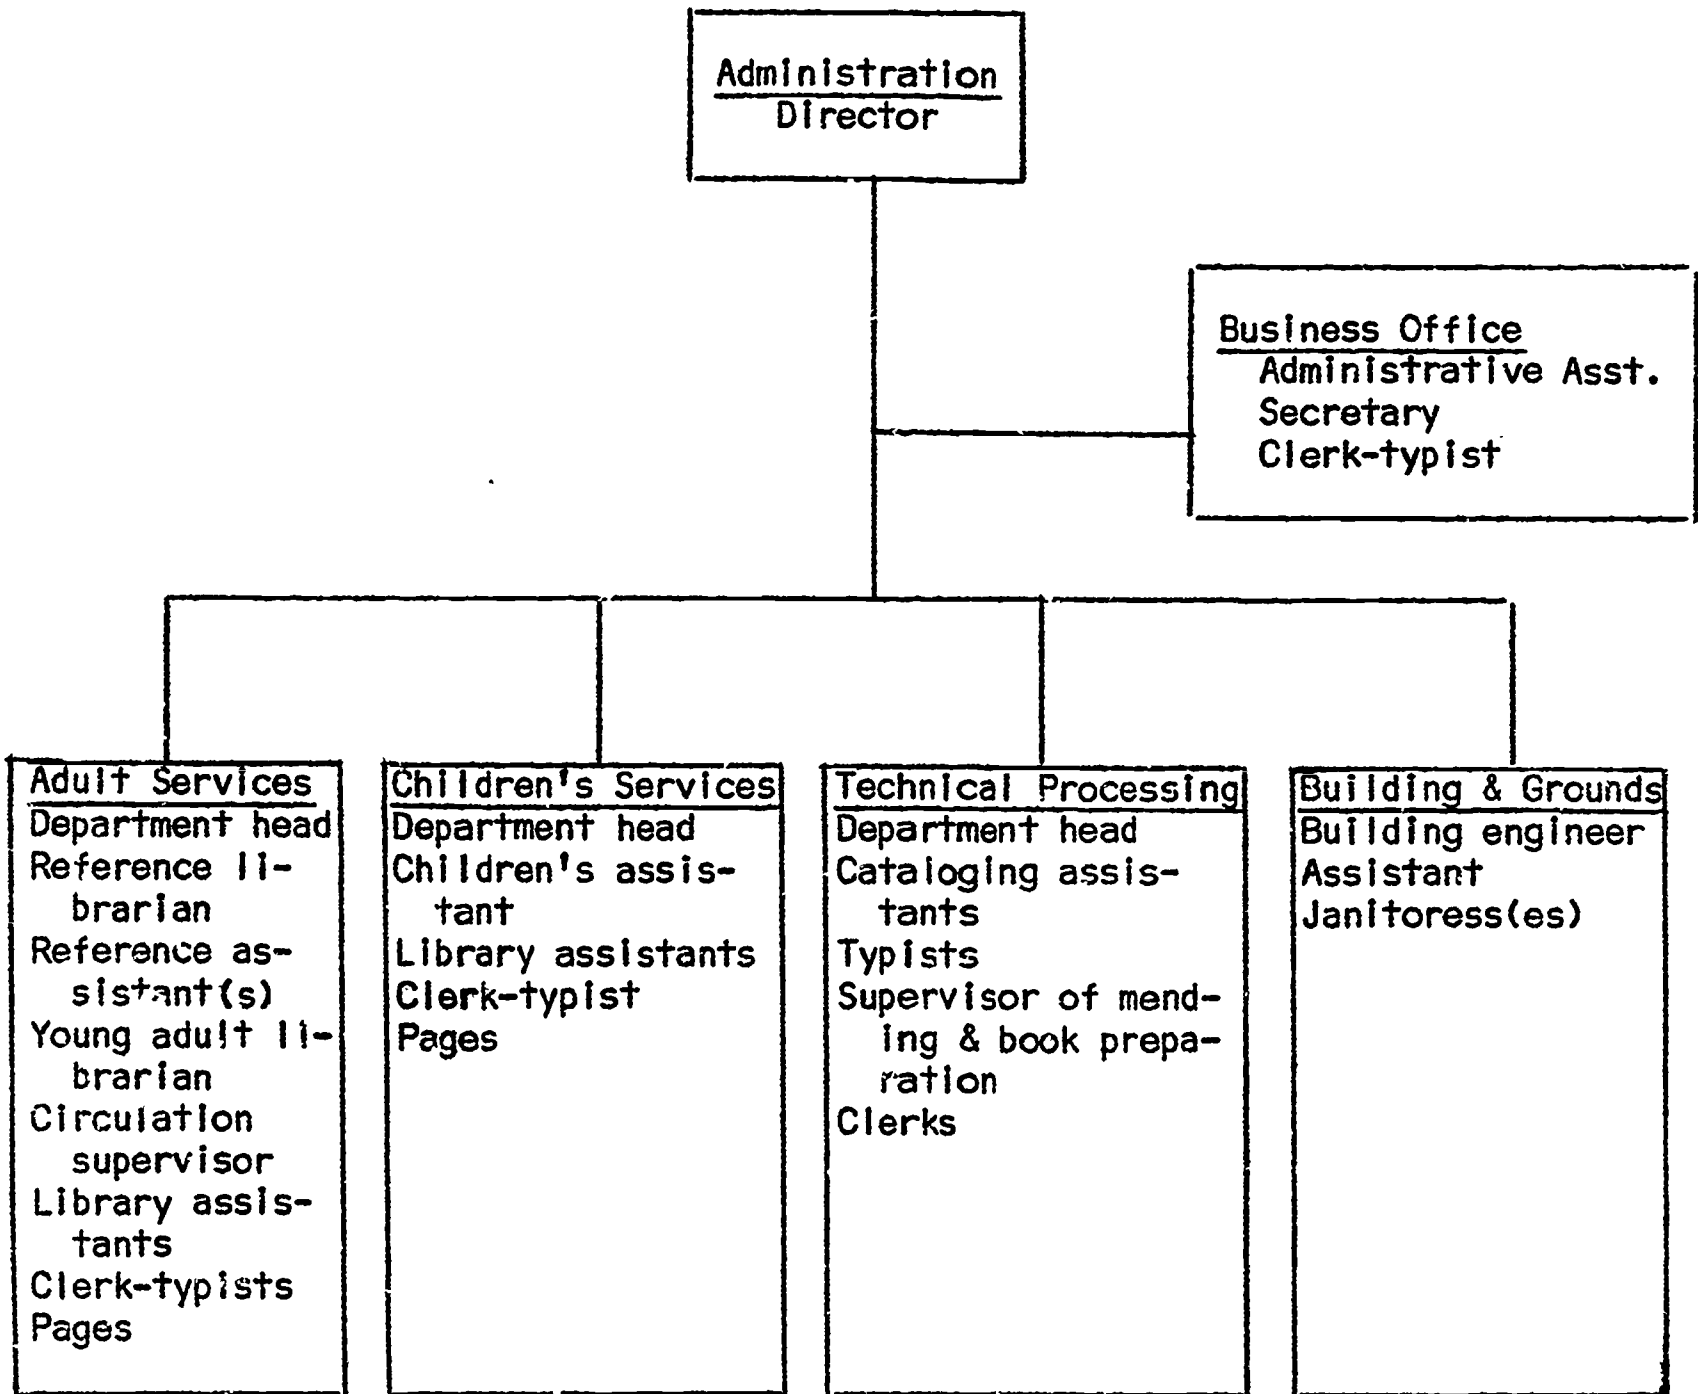 Administration
Director
Business Office
Administrative Asst.
Secretary
Clerk-typist
Adult Services
Department head
Reference li-
brarian
Reference as-
sistant(s)
Young adult li-
brarian
Circulation
supervisor
Library assis-
tants
Clerk-typists
Pages
Children's Services
Department head
Children's assis-
tant
Library assistants
Clerk-typist
Pages
Technical Processing
Department head
Cataloging assis-
tants
Typists
Supervisor of mend-
ing & book prepa-
ration
Clerks
Building & Grounds
Building engineer
Assistant
Janitoress(es)